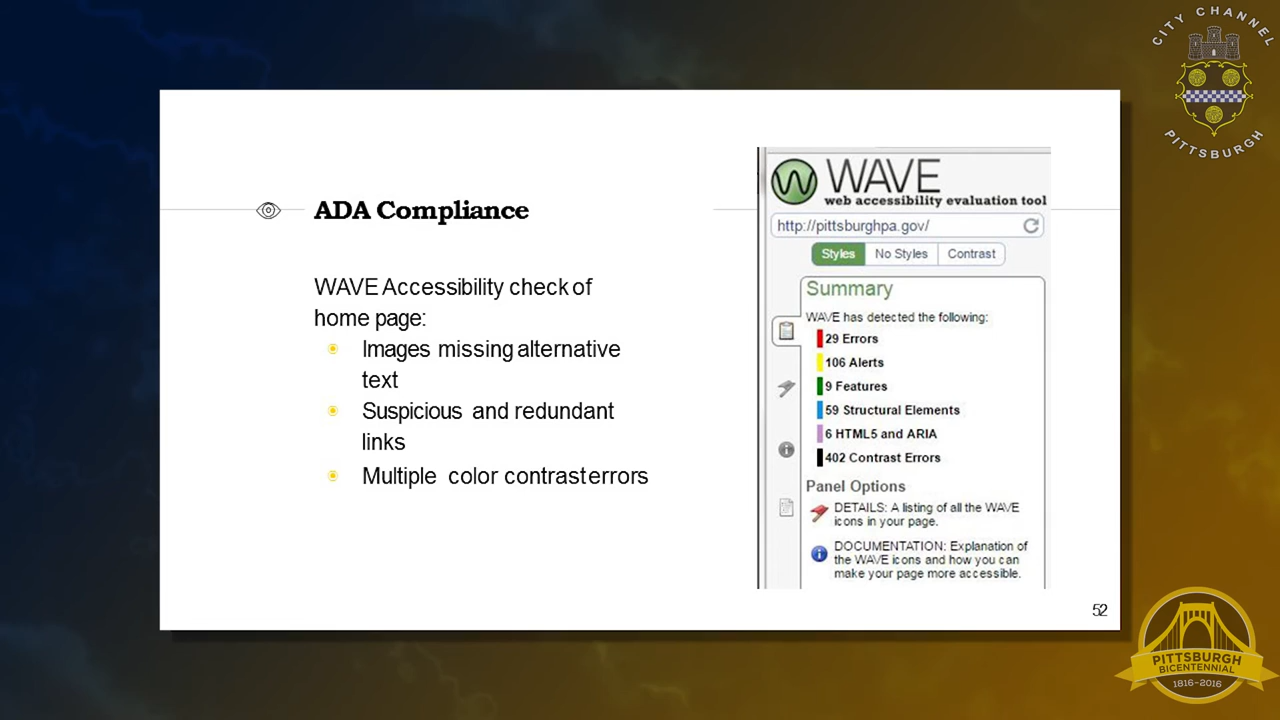 CITY CHANNEL
PITTSBURGH
ADA Compliance
WAVE Accessibility check of
home page:
Images missing alternative
text
Suspicious and redundant
links
Multiple color contrast errors
WAVE
web accessibility evaluation tool
http://pittsburghpa.gov/
Styles No Styles Contrast
Summary
WAVE has detected the following:
29 Errors
106 Alerts
9 Features
59 Structural Elements
6 HTML5 and ARIA
402 Contrast Errors
Panel Options
DETAILS: A listing of all the WAVE
icons in your page.
DOCUMENTATION: Explanation of
the WAVE icons and how you can
make your page more accessible.
52
PITTSBURGH
BICENTENNIAL
1816-2016